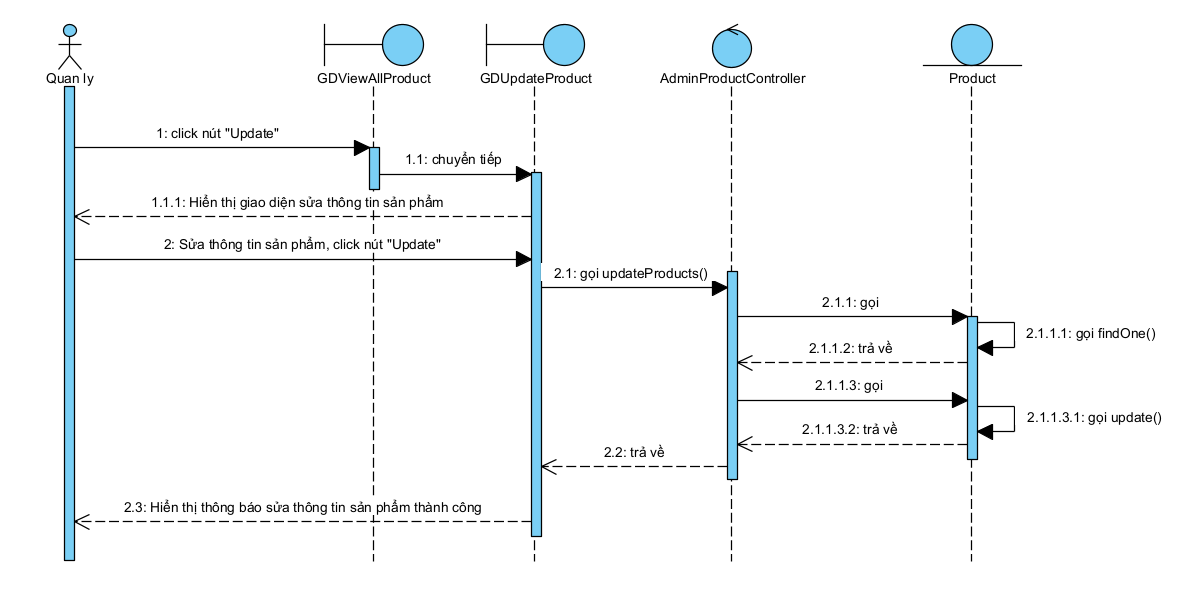 Quan ly
GDViewAllProduct
GDUpdateProduct
AdminProductController
Product
1: click nút "Update"
1.1: chuyển tiếp
1.1.1: Hiển thị giao diện sửa thông tin sản phẩm
2: Sửa thông tin sản phẩm, click nút "Update"
2.1: gọi updateProducts()
2.1.1: gọi
2.1.1.1: gọi findOne()
2.1.1.2: trả về
2.1.1.3: gọi
2.1.1.3.1: gọi update()
2.1.1.3.2: trả về
2.2: trả về
2.3: Hiển thị thông báo sửa thông tin sản phẩm thành công